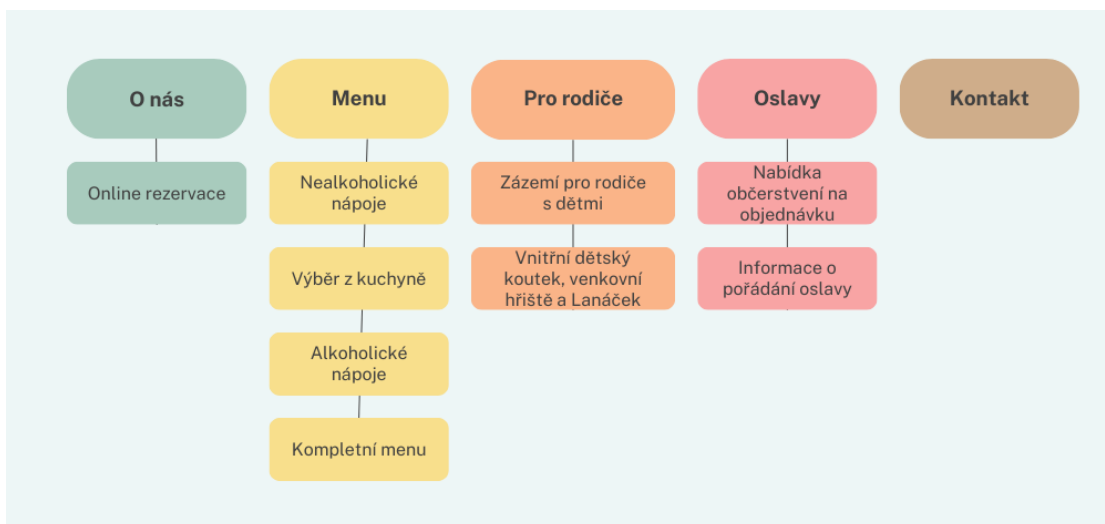 O nás
Online rezervace
Menu
Nealkoholické
nápoje
Výběr z kuchyně
Alkoholické
nápoje
Kompletní menu
Pro rodiče
Zázemí pro rodiče
s dětmi
Vnitřní dětský
koutek, venkovní
hřiště a Lanáček
Oslavy
Nabídka
občerstvení na
objednávku
Informace o
pořádání oslavy
Kontakt